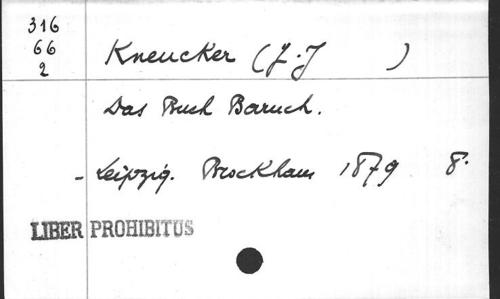 316
66
2
Kneucker (J. J )
Das Buch Baruch.
- Leipzig. Brockhaus 1879 8.
LIBER PROHIBITUS